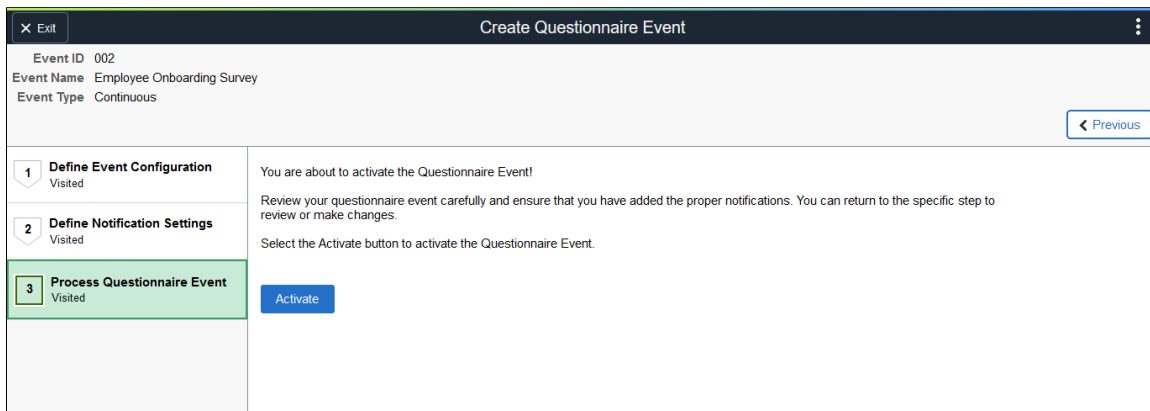 Exit
Create Questionnaire Event
Event ID 002
Event Name Employee Onboarding Survey
Event Type Continuous
Previous
1 Define Event Configuration
Visited
2 Define Notification Settings
Visited
3 Process Questionnaire Event
Visited
You are about to activate the Questionnaire Event!
Review your questionnaire event carefully and ensure that you have added the proper notifications. You can return to the specific step to
review or make changes.
Select the Activate button to activate the Questionnaire Event.
Activate